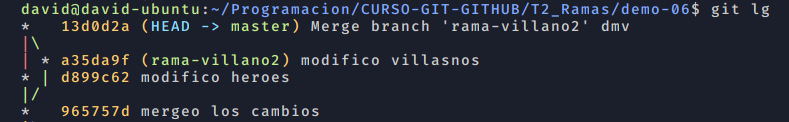 david@david-ubuntu:~/Programacion/CURSO-GIT-GITHUB/T2_Ramas/demo-06$ git lg
*   13d0d2a (HEAD -> master) Merge branch 'rama-villano2' dmv
|\
| * a35da9f (rama-villano2) modifico villasnos
* | d899c62 modifico heroes
|/
*   965757d mergeo los cambios